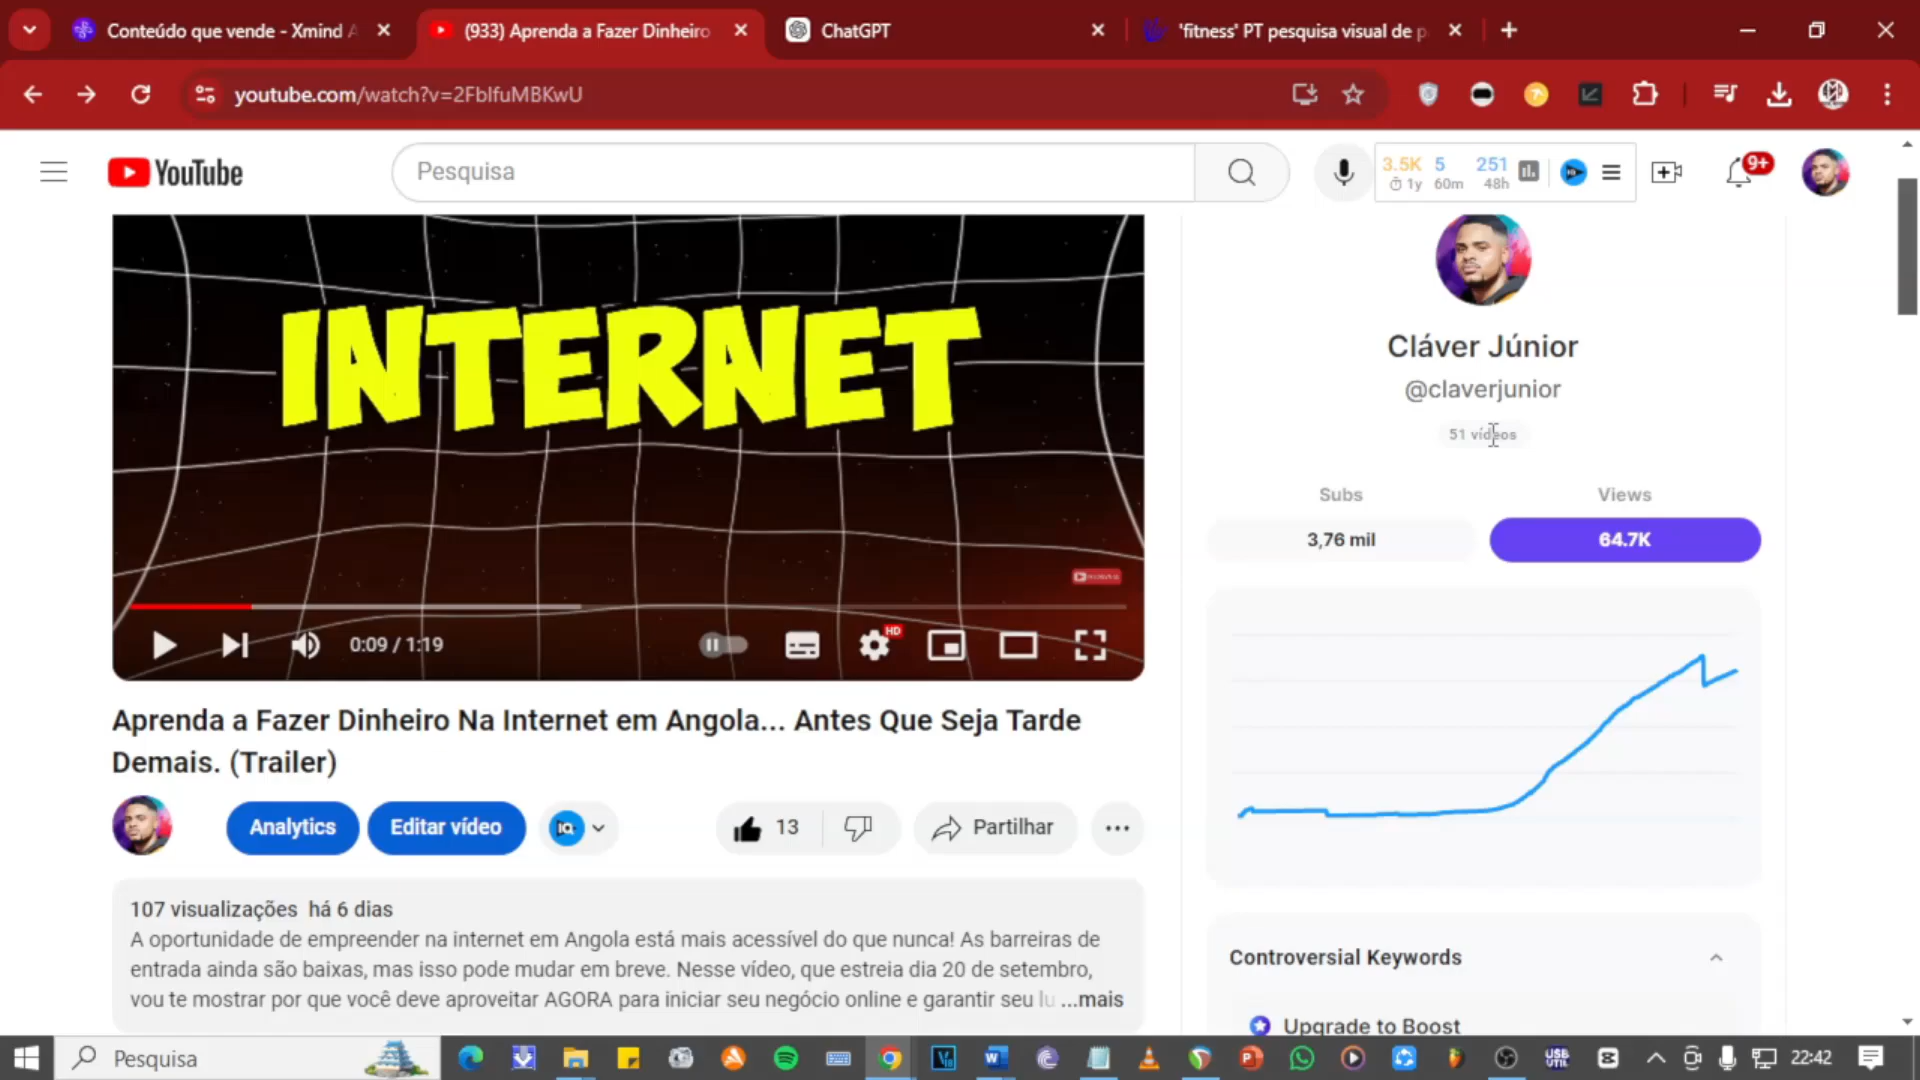 Conteúdo que vende - Xmind A
(933) Aprenda a Fazer Dinheiro
ChatGPT
'fitness' PT pesquisa visual de p
youtube.com/watch?v=2FblfuMBKwU
YouTube
Pesquisa
3.5K 5 251
1y 60m 48h
9+
INTERNET
Cláver Júnior
@claverjunior
51 vídeos
Subs Views
3,76 mil 64.7K
0:09 / 1:19
HD
Aprenda a Fazer Dinheiro Na Internet em Angola... Antes Que Seja Tarde
Demais. (Trailer)
Analytics
Editar vídeo
13
Partilhar
107 visualizações há 6 dias
A oportunidade de empreender na internet em Angola está mais acessível do que nunca! As barreiras de
entrada ainda são baixas, mas isso pode mudar em breve. Nesse vídeo, que estreia dia 20 de setembro,
vou te mostrar por que você deve aproveitar AGORA para iniciar seu negócio online e garantir seu lu ...mais
Controversial Keywords
Upgrade to Boost
Pesquisa
USB UTIL
22:42